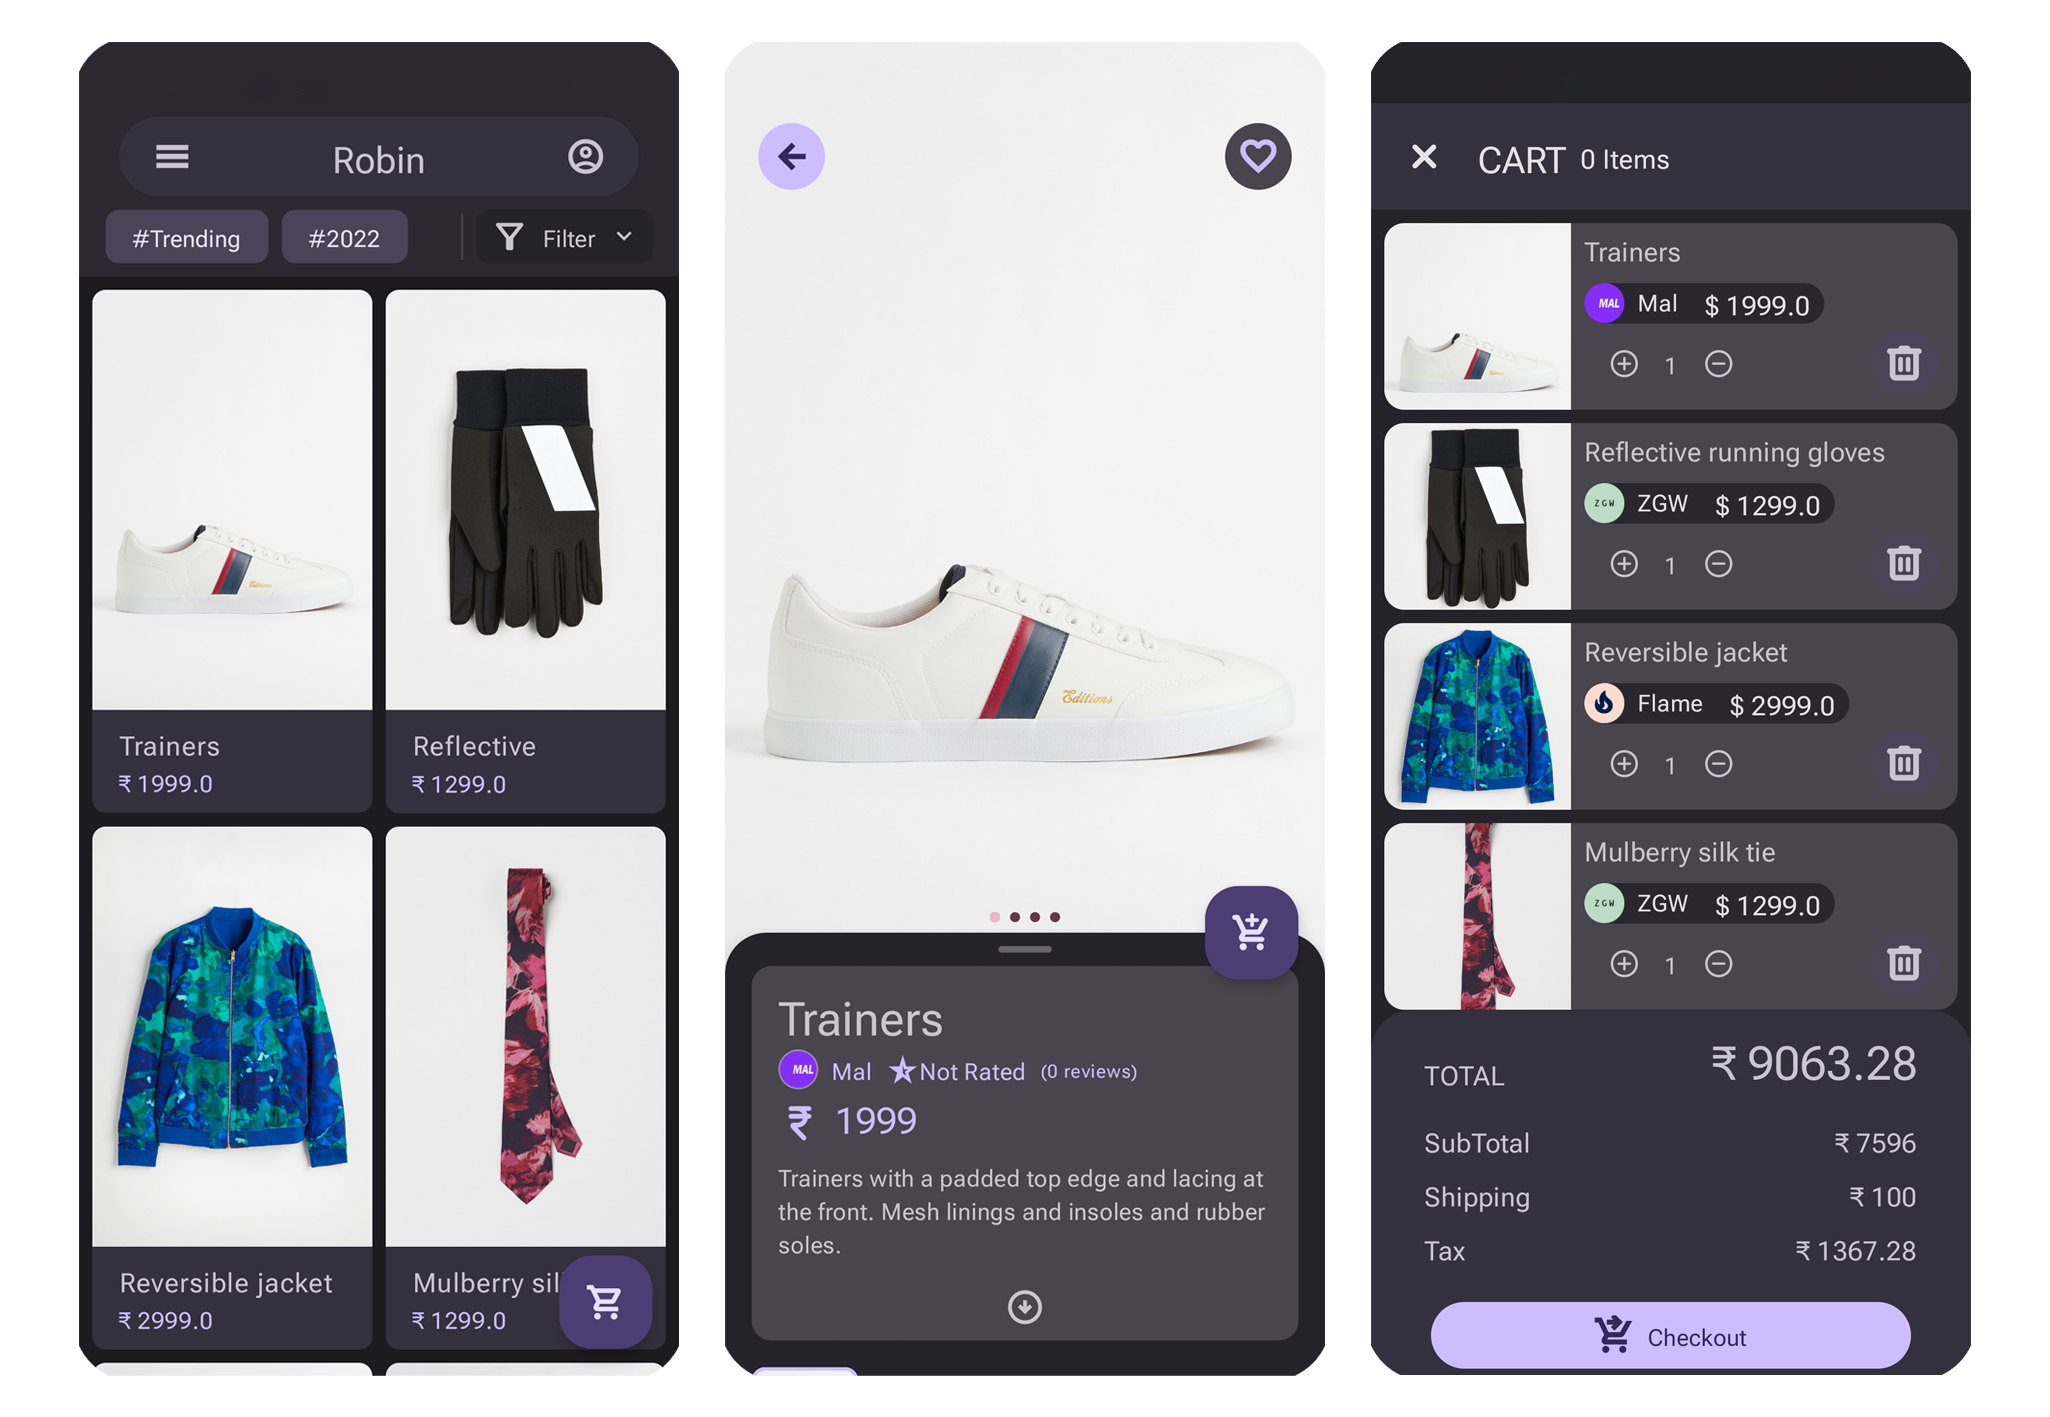 Robin
#Trending
#2022
Filter
Editions
Trainers
₹ 1999.0
Reflective
₹ 1299.0
Reversible jacket
₹ 2999.0
Mulberry sil
₹ 1299.0
Editions
Trainers
MAL Mal Not Rated (0 reviews)
₹ 1999
Trainers with a padded top edge and lacing at
the front. Mesh linings and insoles and rubber
soles.
CART 0 Items
Trainers
MAL Mal $ 1999.0
1
Editions
Reflective running gloves
ZGW ZGW $ 1299.0
1
Reversible jacket
Flame $ 2999.0
1
Mulberry silk tie
ZGW ZGW $ 1299.0
1
TOTAL ₹ 9063.28
SubTotal ₹ 7596
Shipping ₹ 100
Tax ₹ 1367.28
Checkout